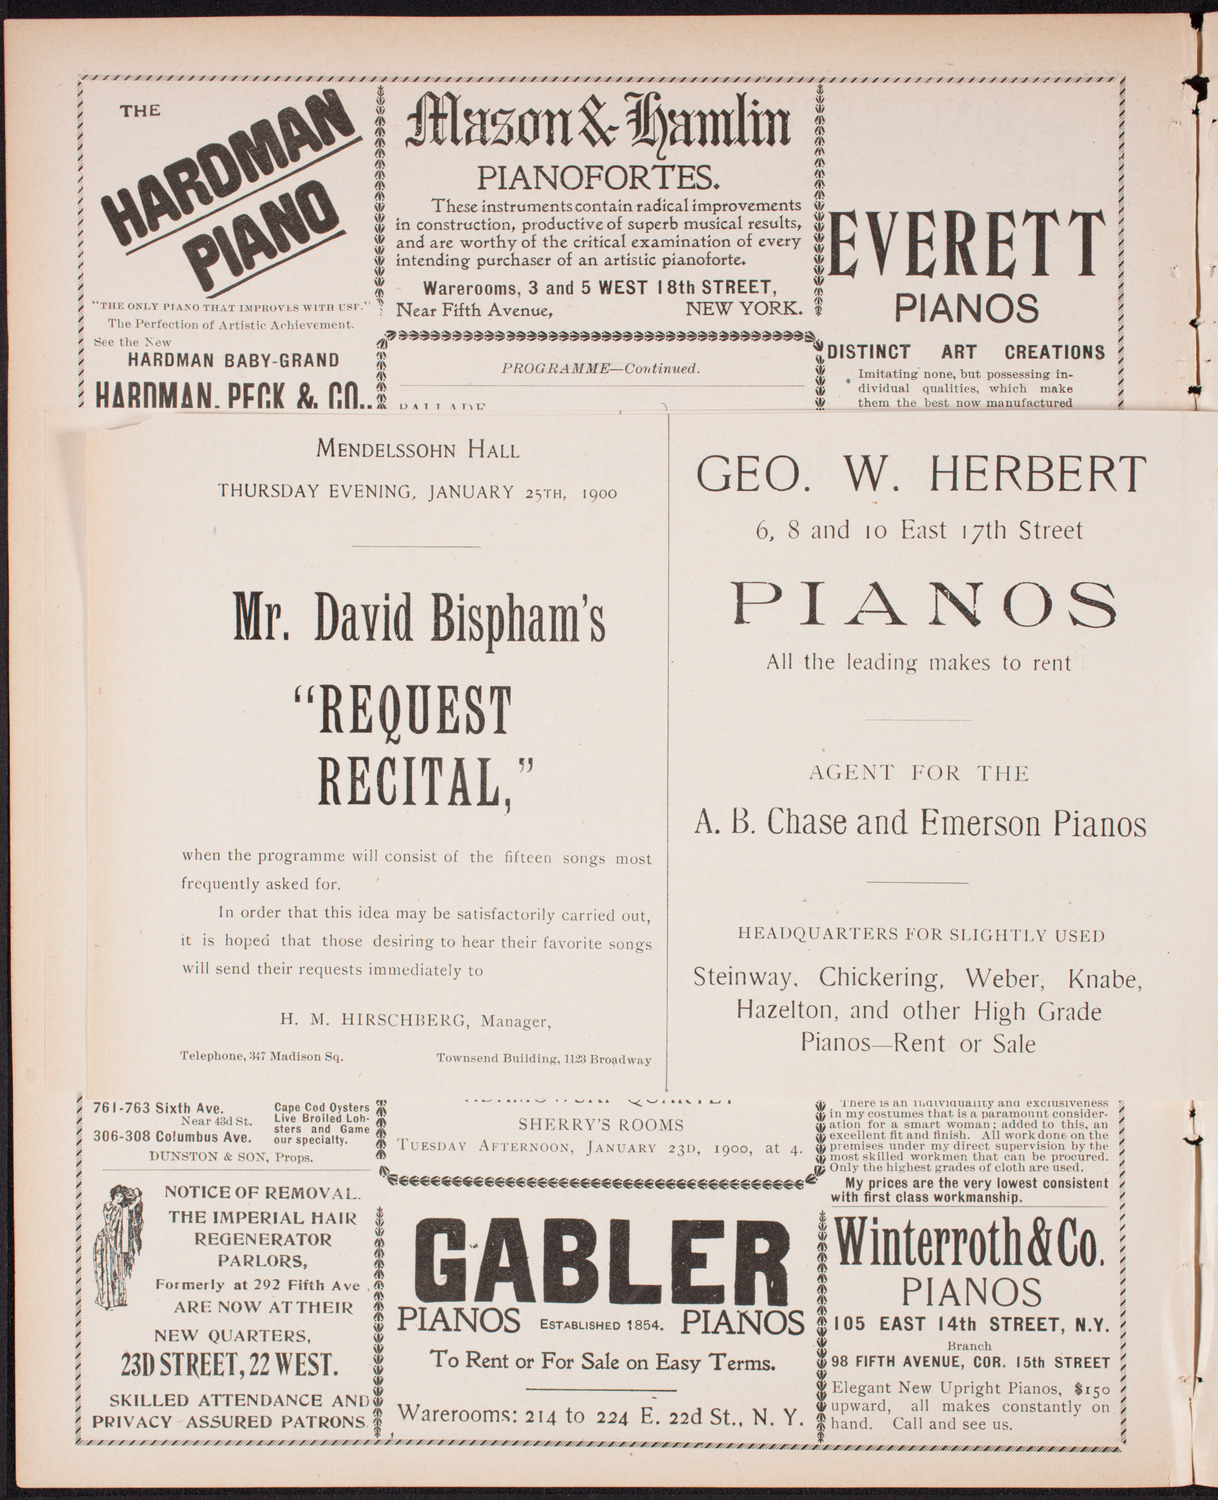 THE
HARDMAN
PIANO
"THE ONLY PIANO THAT IMPROVES WITH USE."
The Perfection of Artistic Achievement.
See the New
HARDMAN BABY-GRAND
HARDMAN, PECK & CO.,
Mason & Hamlin
PIANOFORTES.
These instruments contain radical improvements
in construction, productive of superb musical results,
and are worthy of the critical examination of every
intending purchaser of an artistic pianoforte.
Warerooms, 3 and 5 WEST 18th STREET,
Near Fifth Avenue, NEW YORK.
PROGRAMME—Continued.
BALLADE
EVERETT
PIANOS
DISTINCT ART CREATIONS
Imitating none, but possessing in-
dividual qualities, which make
them the best now manufactured
MENDELSSOHN HALL
THURSDAY EVENING, JANUARY 25TH, 1900
Mr. David Bispham's
"REQUEST
RECITAL,"
when the programme will consist of the fifteen songs most
frequently asked for.
In order that this idea may be satisfactorily carried out,
it is hoped that those desiring to hear their favorite songs
will send their requests immediately to
H. M. HIRSCHBERG, Manager,
Telephone, 347 Madison Sq. Townsend Building, 1123 Broadway
GEO. W. HERBERT
6, 8 and 10 East 17th Street
PIANOS
All the leading makes to rent
AGENT FOR THE
A. B. Chase and Emerson Pianos
HEADQUARTERS FOR SLIGHTLY USED
Steinway, Chickering, Weber, Knabe,
Hazelton, and other High Grade
Pianos—Rent or Sale
761-763 Sixth Ave.
Near 43d St.
306-308 Columbus Ave.
Cape Cod Oysters
Live Broiled Lob-
sters and Game
our specialty.
DUNSTON & SON, Props.
NOTICE OF REMOVAL.
THE IMPERIAL HAIR
REGENERATOR
PARLORS,
Formerly at 292 Fifth Ave.,
ARE NOW AT THEIR
NEW QUARTERS,
23D STREET, 22 WEST.
SKILLED ATTENDANCE AND
PRIVACY ASSURED PATRONS.
ADAMOWSKI QUARTET
SHERRY'S ROOMS
TUESDAY AFTERNOON, JANUARY 23D, 1900, at 4.
GABLER
PIANOS ESTABLISHED 1854. PIANOS
To Rent or For Sale on Easy Terms.
Warerooms: 214 to 224 E. 22d St., N. Y.
There is an individuality and exclusiveness
in my costumes that is a paramount consider-
ation for a smart woman; added to this, an
excellent fit and finish. All work done on the
premises under my direct supervision by the
most skilled workmen that can be procured.
Only the highest grades of cloth are used.
My prices are the very lowest consistent
with first class workmanship.
Winterroth & Co.
PIANOS
105 EAST 14th STREET, N.Y.
Branch
98 FIFTH AVENUE, COR. 15th STREET
Elegant New Upright Pianos, $150
upward, all makes constantly on
hand. Call and see us.